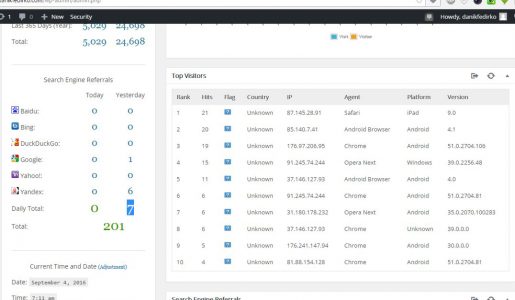 danikfedirko.com/wp-admin/admin.php
1 0 + New Security Howdy, danikfedirko
Last 365 Days (Year): 5,029 24,698
Total: 5,029 24,698
Search Engine Referrals
Today Yesterday
Baidu: 0 0
Bing: 0 0
DuckDuckGo: 0 0
Google: 0 1
Yahoo!: 0 0
Yandex: 0 6
Daily Total: 0 7
Total: 201
Current Time and Date (Adjustment)
Date: September 4, 2016
Time: 7:11 am
Visit Visitor
Top Visitors
Rank Hits Flag Country IP Agent Platform Version
1 21 Unknown 87.145.28.91 Safari iPad 9.0
2 20 Unknown 85.140.7.41 Android Browser Android 4.1
3 19 Unknown 176.97.206.95 Chrome Android 51.0.2704.106
4 15 Unknown 91.245.74.244 Opera Next Windows 39.0.2256.48
5 11 Unknown 37.146.127.93 Android Browser Android 4.0
6 6 Unknown 91.245.74.244 Chrome Android 51.0.2704.81
7 6 Unknown 31.180.178.232 Opera Next Android 35.0.2070.100283
8 6 Unknown 37.146.127.93 Chrome Unknown 39.0.0.0
9 5 Unknown 176.241.147.94 Chrome Android 30.0.0.0
10 4 Unknown 81.88.154.128 Chrome Android 51.0.2704.81
Search Engine Referrals